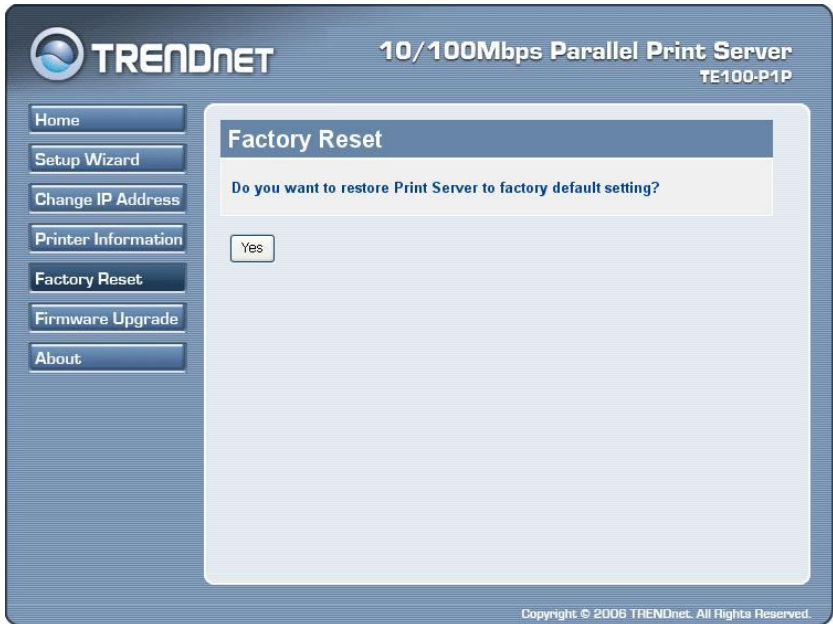 TRENDnet
10/100Mbps Parallel Print Server
TE100-P1P
Home
Setup Wizard
Change IP Address
Printer Information
Factory Reset
Firmware Upgrade
About
Factory Reset
Do you want to restore Print Server to factory default setting?
Yes
Copyright © 2006 TRENDnet. All Rights Reserved.